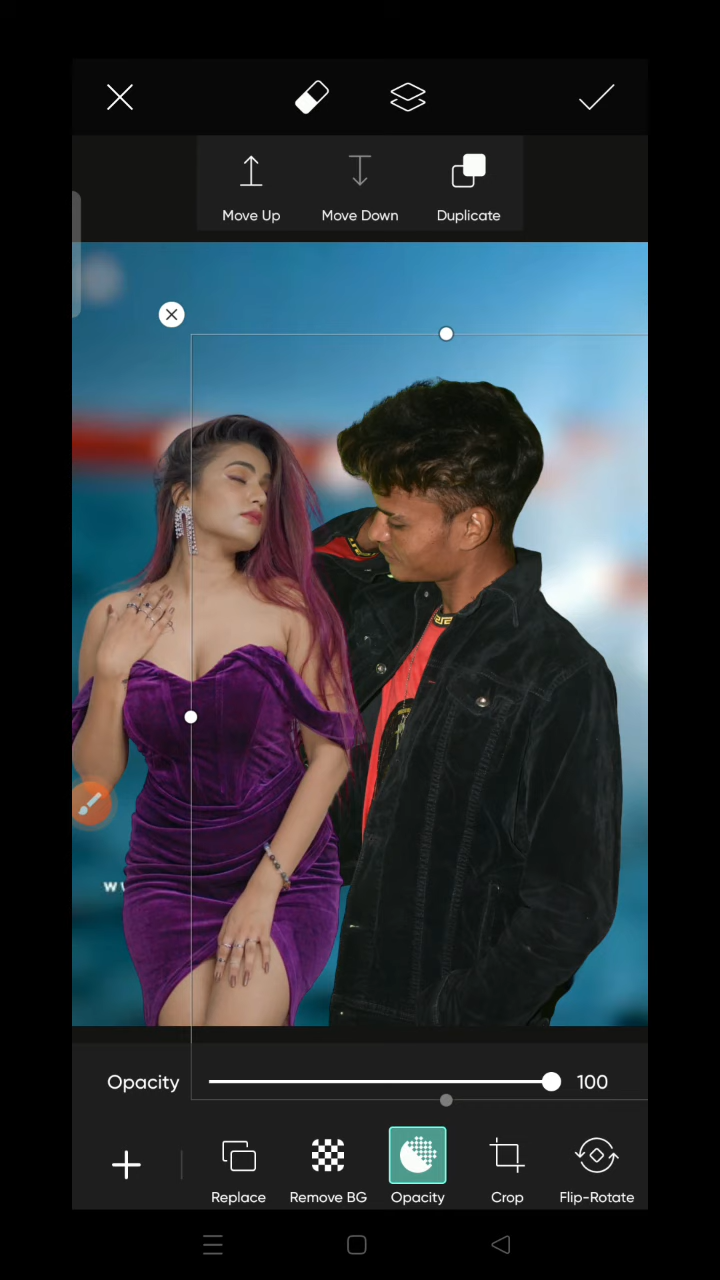 Move Up Move Down Duplicate
Opacity 100
Replace Remove BG Opacity Crop Flip-Rotate